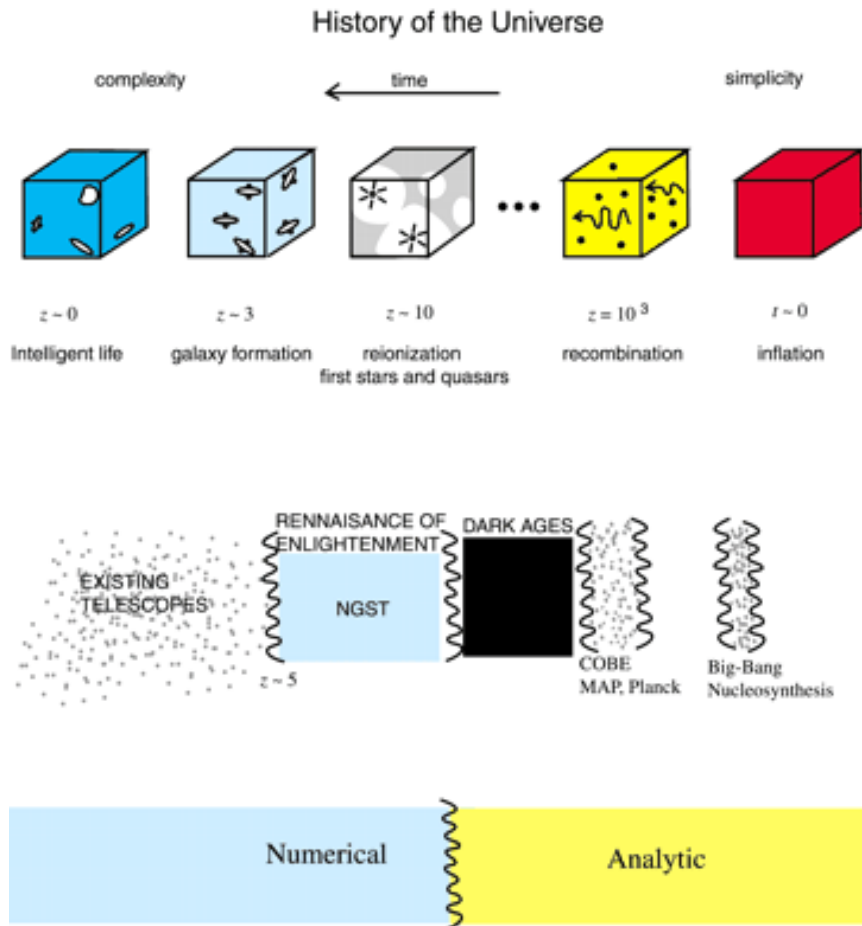 History of the Universe
complexity
time
simplicity
z ~ 0
z ~ 3
z ~ 10
z = 10 ³
t ~ 0
Intelligent life
galaxy formation
reionization
first stars and quasars
recombination
inflation
RENNAISANCE OF
ENLIGHTENMENT
DARK AGES
EXISTING
TELESCOPES
NGST
z ~ 5
COBE
MAP, Planck
Big-Bang
Nucleosynthesis
Numerical
Analytic